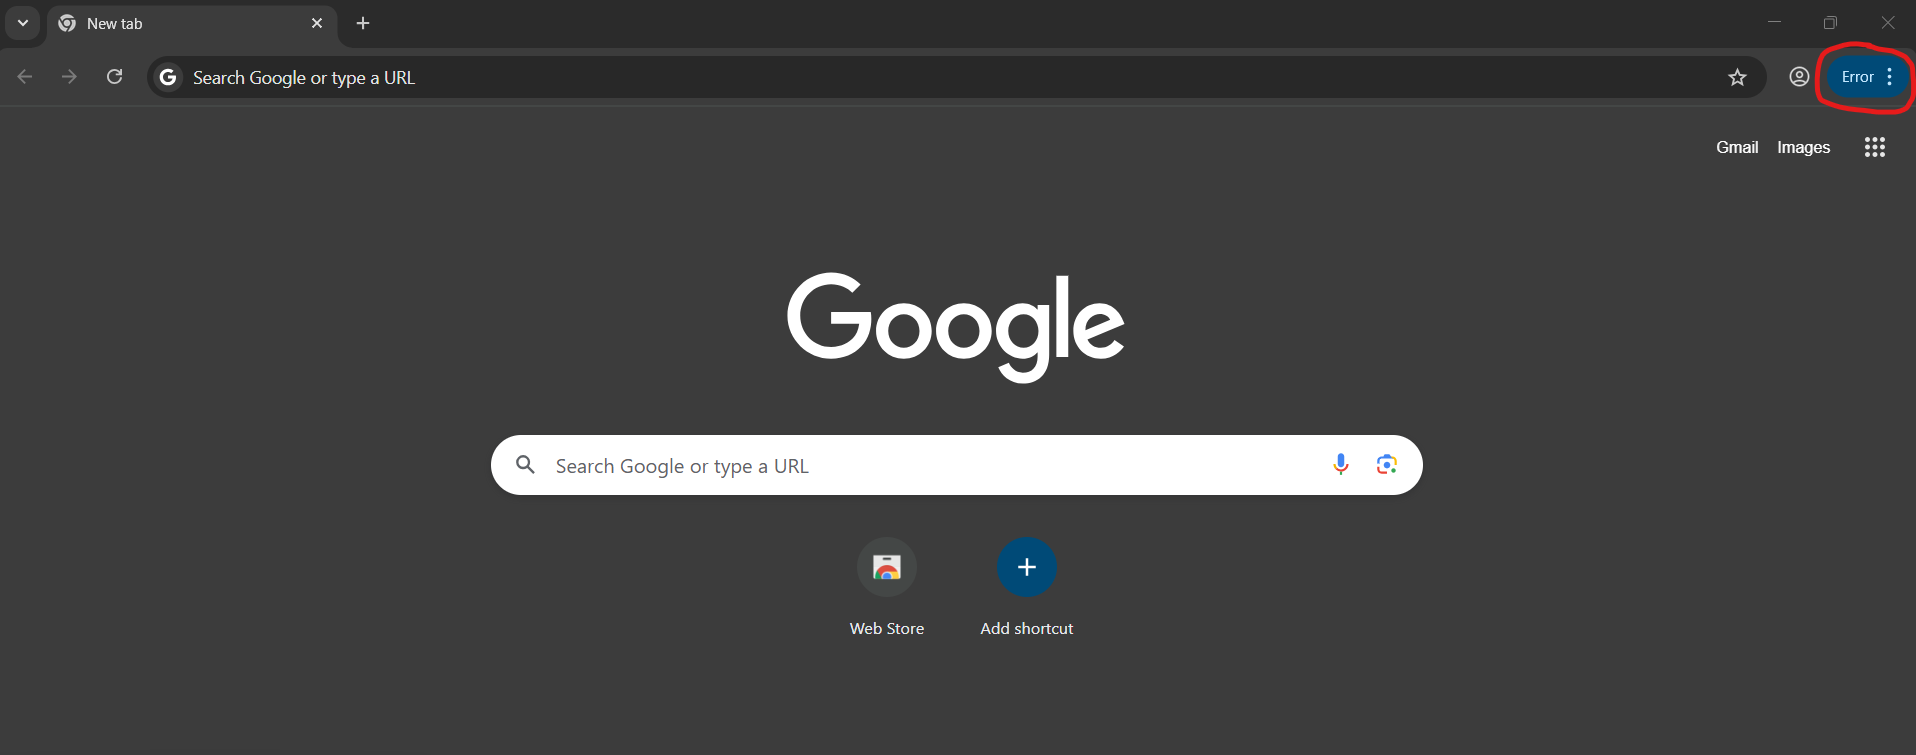 New tab
Search Google or type a URL
Error
Gmail Images
Google
Search Google or type a URL
Web Store Add shortcut